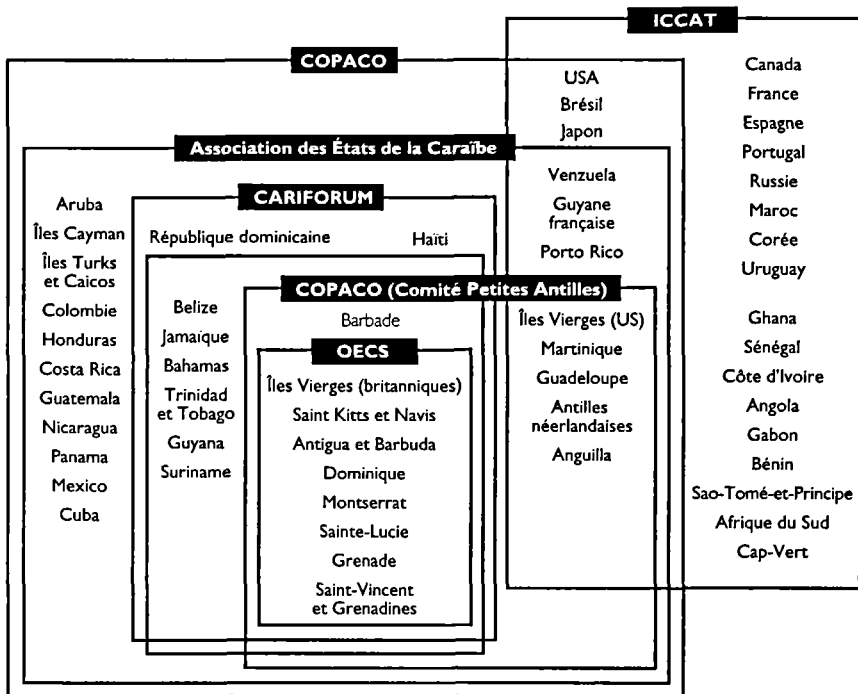 ICCAT
COPACO
Canada
France
Espagne
Portugal
Russie
Maroc
Corée
Uruguay
Ghana
Sénégal
Côte d'Ivoire
Angola
Gabon
Bénin
Sao-Tomé-et-Principe
Afrique du Sud
Cap-Vert
USA
Brésil
Japon
Association des États de la Caraïbe
Venzuela
Guyane
française
Porto Rico
Aruba
Îles Cayman
Îles Turks
et Caicos
Colombie
Honduras
Costa Rica
Guatemala
Nicaragua
Panama
Mexico
Cuba
CARIFORUM
République dominicaine
Haïti
Belize
Jamaïque
Bahamas
Trinidad
et Tobago
Guyana
Suriname
COPACO (Comité Petites Antilles)
Barbade
OECS
Îles Vierges (britanniques)
Saint Kitts et Navis
Antigua et Barbuda
Dominique
Montserrat
Sainte-Lucie
Grenade
Saint-Vincent
et Grenadines
Îles Vierges (US)
Martinique
Guadeloupe
Antilles
néerlandaises
Anguilla